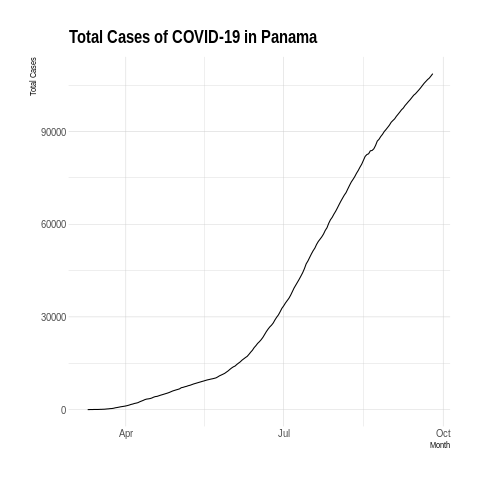 Total Cases of COVID-19 in Panama
Total Cases
90000
60000
30000
0
Apr Jul Oct
Month